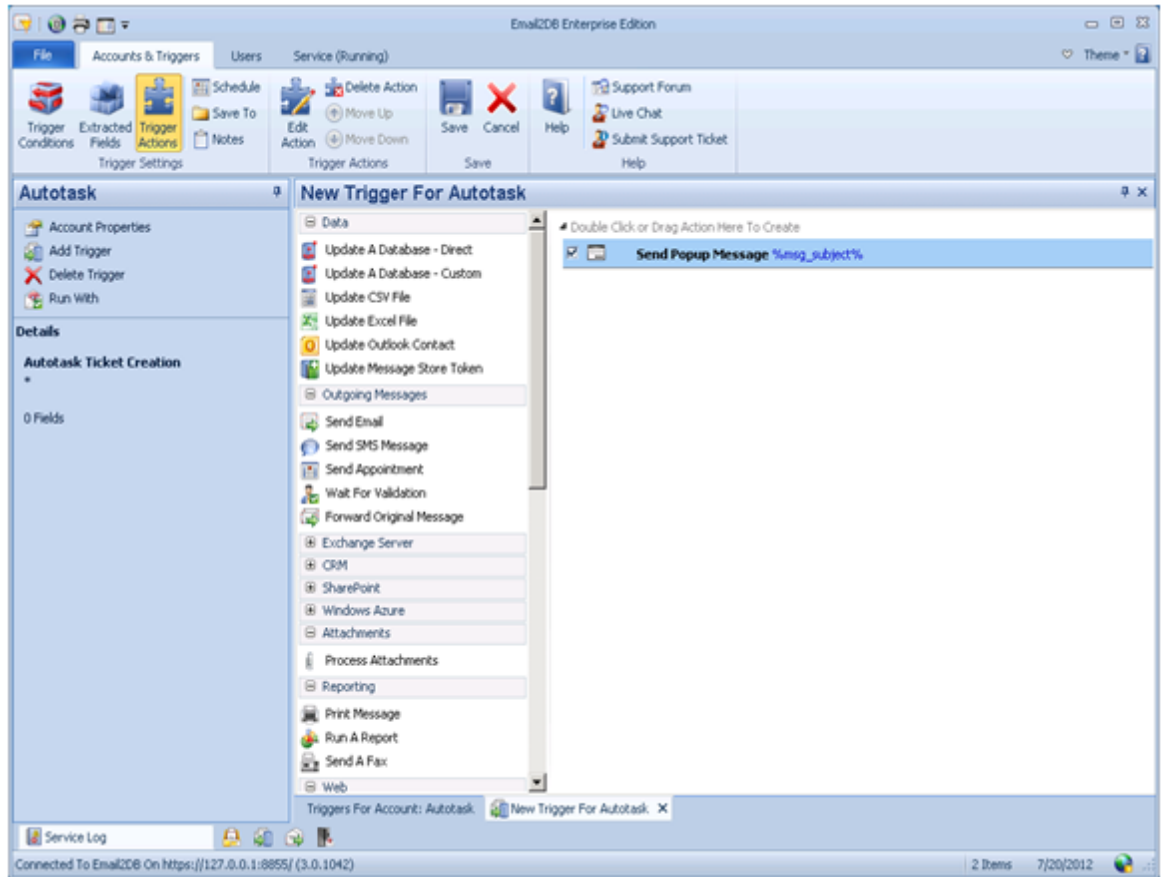 Email2DB Enterprise Edition
File Accounts & Triggers Users Service (Running) Theme
Trigger Conditions
Extracted Fields
Trigger Actions
Schedule
Save To
Notes
Trigger Settings
Edit Action
Delete Action
Move Up
Move Down
Trigger Actions
Save
Cancel
Save
Help
Support Forum
Live Chat
Submit Support Ticket
Help
Autotask
Account Properties
Add Trigger
Delete Trigger
Run With
Details
Autotask Ticket Creation
*
0 Fields
New Trigger For Autotask
Data
Update A Database - Direct
Update A Database - Custom
Update CSV File
Update Excel File
Update Outlook Contact
Update Message Store Token
Outgoing Messages
Send Email
Send SMS Message
Send Appointment
Wait For Validation
Forward Original Message
Exchange Server
CRM
SharePoint
Windows Azure
Attachments
Process Attachments
Reporting
Print Message
Run A Report
Send A Fax
Web
Double Click or Drag Action Here To Create
Send Popup Message %msg_subject%
Triggers For Account: Autotask New Trigger For Autotask
Service Log
Connected To Email2DB On https://127.0.0.1:8855/ (3.0.1042) 2 Items 7/20/2012